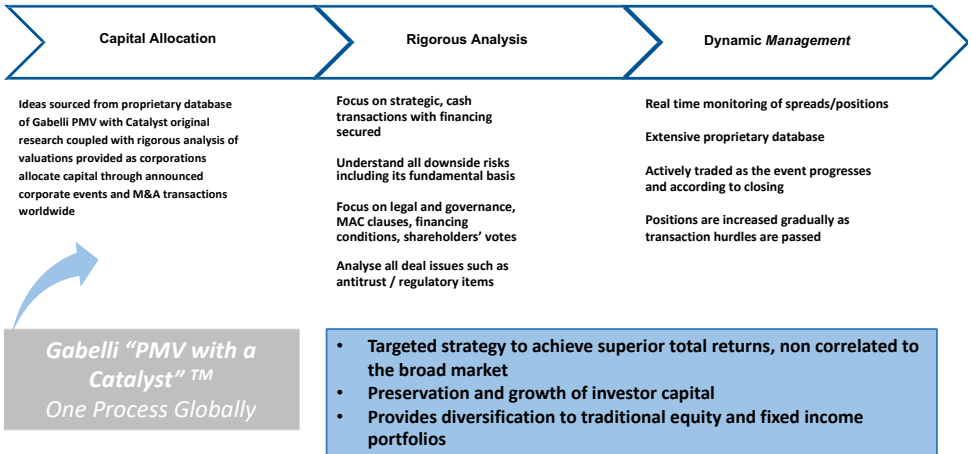 Capital Allocation
Rigorous Analysis
Dynamic Management
Ideas sourced from proprietary database
of Gabelli PMV with Catalyst original
research coupled with rigorous analysis of
valuations provided as corporations
allocate capital through announced
corporate events and M&A transactions
worldwide
Focus on strategic, cash
transactions with financing
secured
Understand all downside risks
including its fundamental basis
Focus on legal and governance,
MAC clauses, financing
conditions, shareholders’ votes
Analyse all deal issues such as
antitrust / regulatory items
Real time monitoring of spreads/positions
Extensive proprietary database
Actively traded as the event progresses
and according to closing
Positions are increased gradually as
transaction hurdles are passed
Gabelli “PMV with a
Catalyst” TM
One Process Globally
• Targeted strategy to achieve superior total returns, non correlated to
the broad market
• Preservation and growth of investor capital
• Provides diversification to traditional equity and fixed income
portfolios